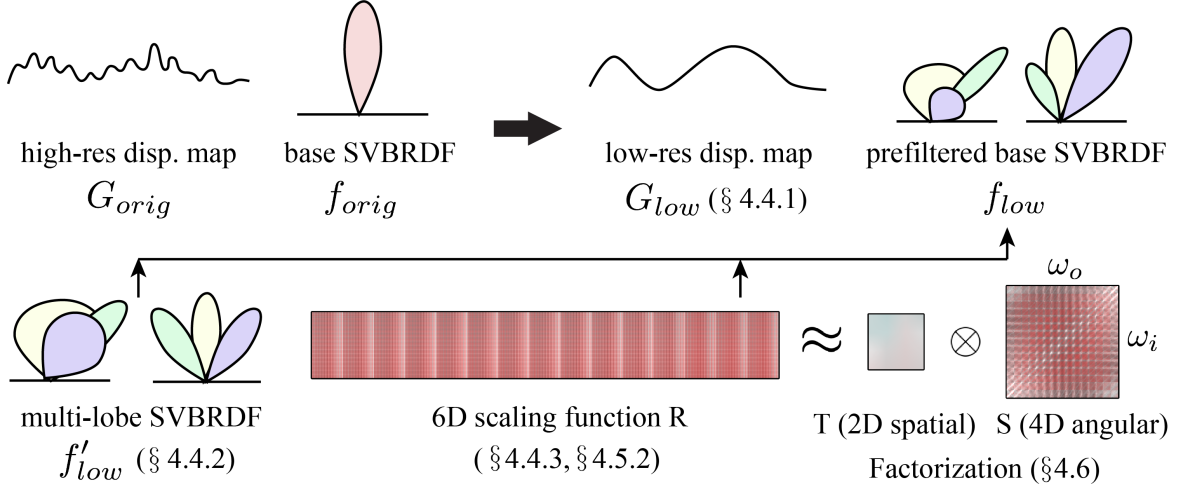 high-res disp. map
G_orig
base SVBRDF
f_orig
low-res disp. map
G_low (§ 4.4.1)
prefiltered base SVBRDF
f_low
multi-lobe SVBRDF
f'_low (§ 4.4.2)
6D scaling function R
(§ 4.4.3, § 4.5.2)
≈
T (2D spatial)
⊗
ω_o
ω_i
S (4D angular)
Factorization (§4.6)